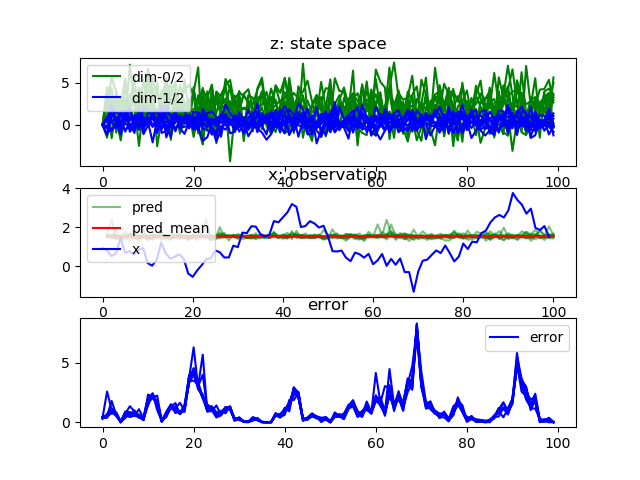 z: state space
dim-0/2
dim-1/2
5
0
0 20 40 60 80 100
x: observation
pred
pred_mean
x
4
2
0
0 20 40 60 80 100
error
error
5
0
0 20 40 60 80 100